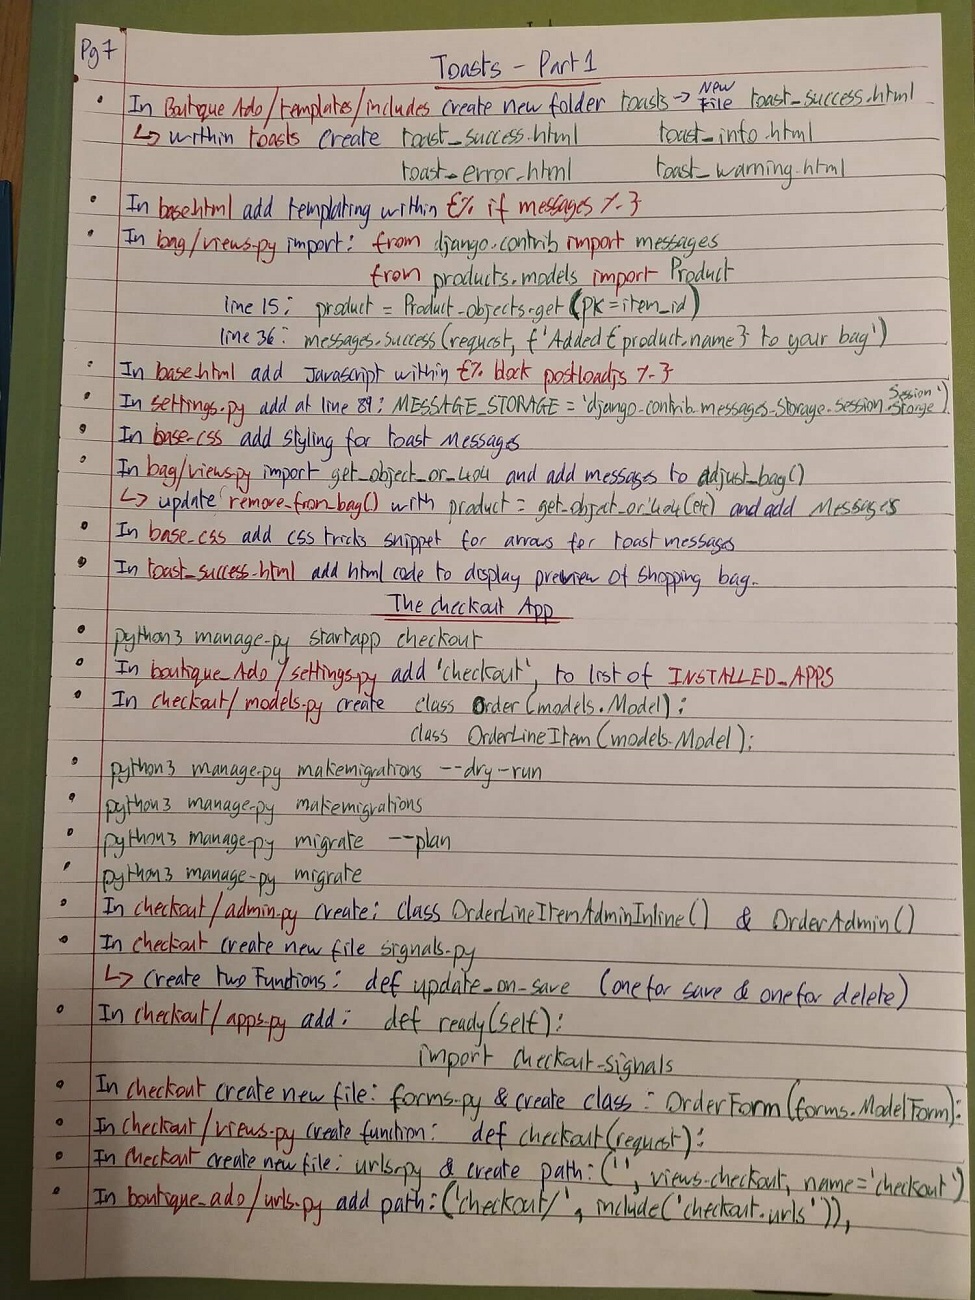 Pg 7
Toasts - Part 1
• In Boutique Ado/templates/includes create new folder toasts → New File toast_success.html
↳ within toasts create toast_success.html toast_info.html
toast_error.html toast_warning.html
• In base.html add templating within {% if messages %}
• In bag/views.py import: from django.contrib import messages
from products.models import Product
line 15: product = Product.objects.get(pk=item_id)
line 36: messages.success(request, f'Added {product.name} to your bag')
• In base.html add Javascript within {% block postloadjs %}
• In settings.py add at line 89: MESSAGE_STORAGE = 'django.contrib.messages.storage.session.SessionStorge')
• In base.css add styling for toast Messages
• In bag/views.py import get_object_or_404 and add messages to adjust_bag()
↳ update remove_from_bag() with product = get_object_or_404(etc) and add Messages
• In base.css add css tricks snippet for arrows for toast messages
• In toast_success.html add html code to display preview of shopping bag.
The checkout App
• python3 manage.py startapp checkout
• In boutique_Ado/settings.py add 'checkout', to list of INSTALLED_APPS
• In checkout/models.py create class Order(models.Model):
class OrderLineItem(models.Model):
• python3 manage.py makemigrations --dry-run
• python3 manage.py makemigrations
• python3 manage.py migrate --plan
• python3 manage.py migrate
• In checkout/admin.py create: class OrderLineItemAdminInline() & OrderAdmin()
• In checkout create new file signals.py
↳ create two functions: def update_on_save (one for save & one for delete)
• In checkout/apps.py add: def ready(self):
import checkout.signals
• In checkout create new file: forms.py & create class: OrderForm(forms.ModelForm):
• In checkout/views.py create function: def checkout(request):
• In checkout create new file: urls.py & create path: ('', views.checkout, name='checkout')
• In boutique_ado/urls.py add path: ('checkout/', include('checkout.urls')),